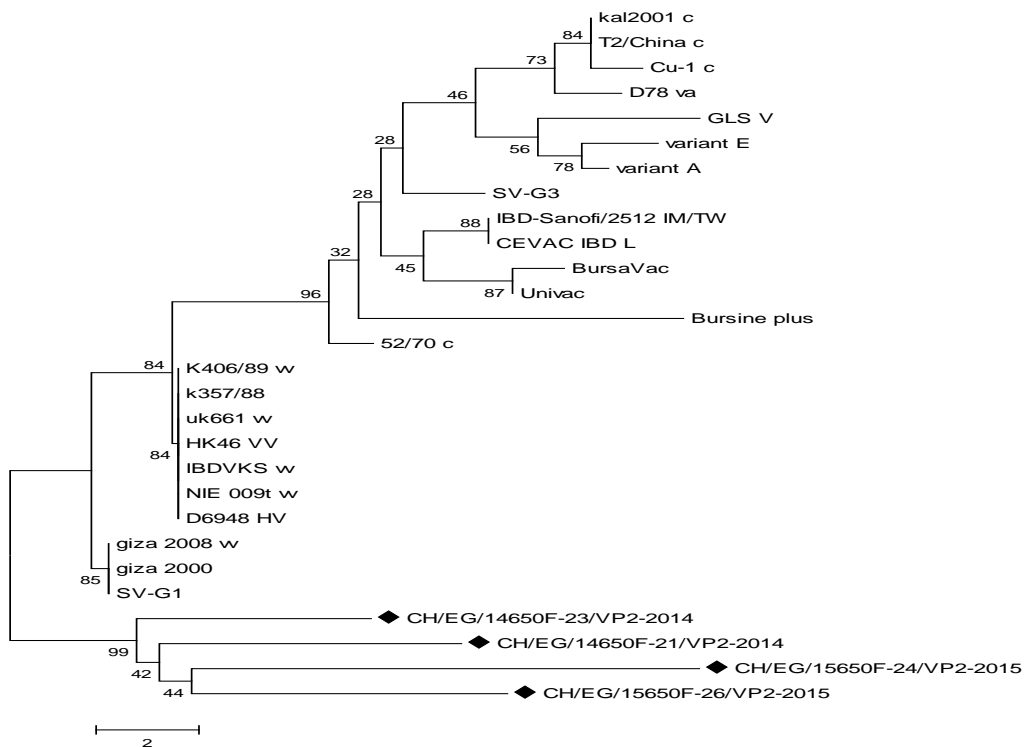 kal2001 c
84
T2/China c
73
Cu-1 c
D78 va
46
GLS V
56
variant E
78
variant A
28
SV-G3
28
88
IBD-Sanofi/2512 IM/TW
CEVAC IBD L
45
32
BursaVac
87
Univac
96
Bursine plus
52/70 c
84
K406/89 w
k357/88
uk661 w
HK46 VV
84
IBDVKS w
NIE 009t w
D6948 HV
giza 2008 w
giza 2000
85
SV-G1
CH/EG/14650F-23/VP2-2014
99
CH/EG/14650F-21/VP2-2014
42
CH/EG/15650F-24/VP2-2015
44
CH/EG/15650F-26/VP2-2015
2